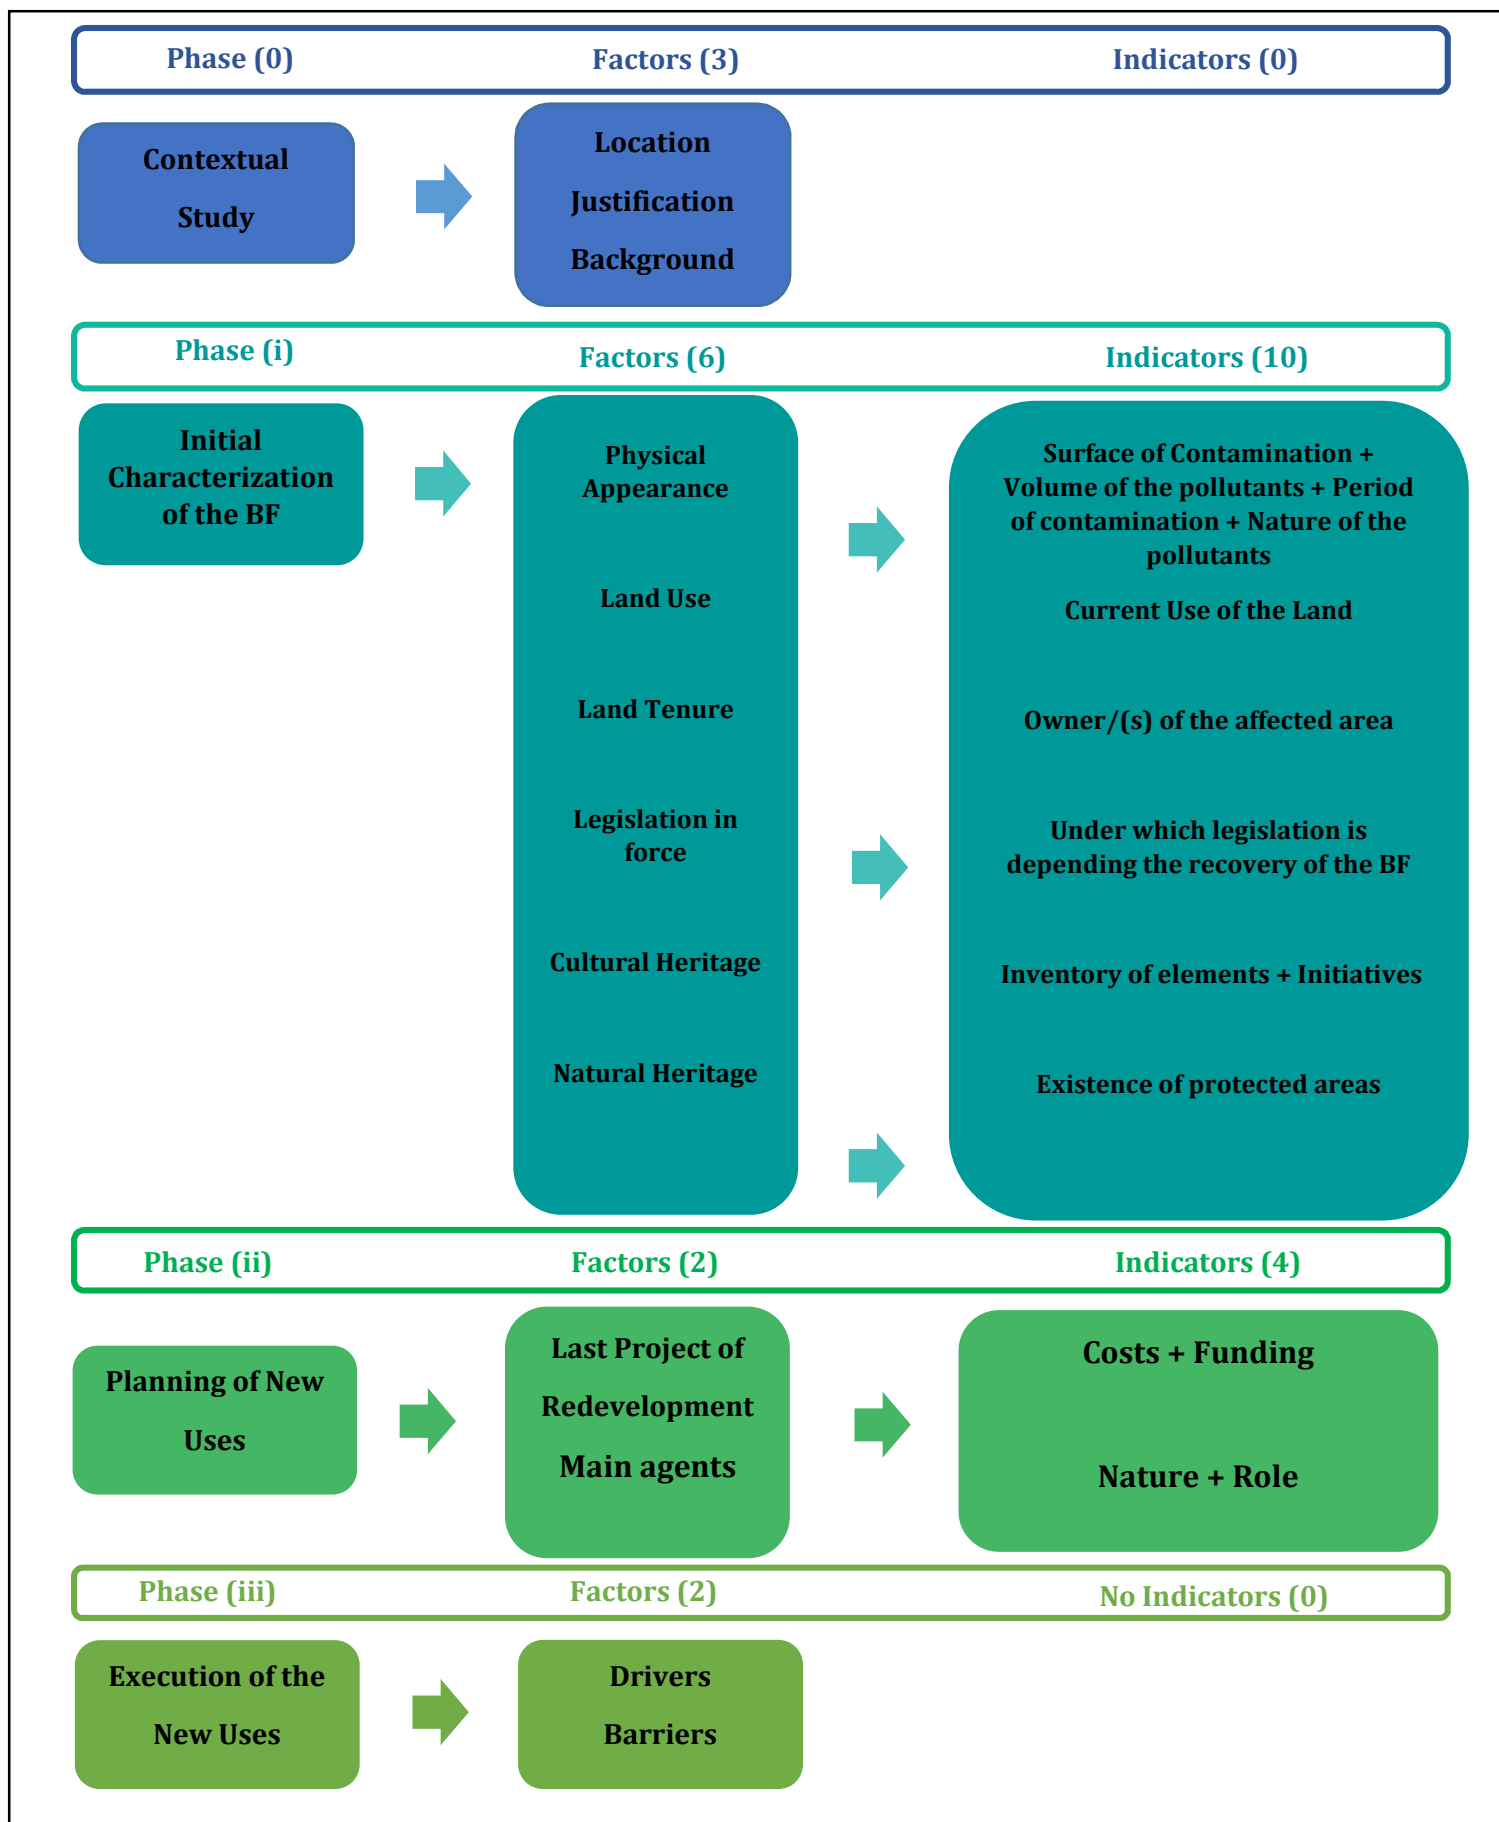 Phase (0) Factors (3) Indicators (0)
Contextual
Study
Location
Justification
Background
Phase (i) Factors (6) Indicators (10)
Initial
Characterization
of the BF
Physical
Appearance
Land Use
Land Tenure
Legislation in
force
Cultural Heritage
Natural Heritage
Surface of Contamination +
Volume of the pollutants + Period
of contamination + Nature of the
pollutants
Current Use of the Land
Owner/(s) of the affected area
Under which legislation is
depending the recovery of the BF
Inventory of elements + Initiatives
Existence of protected areas
Phase (ii) Factors (2) Indicators (4)
Planning of New
Uses
Last Project of
Redevelopment
Main agents
Costs + Funding
Nature + Role
Phase (iii) Factors (2) No Indicators (0)
Execution of the
New Uses
Drivers
Barriers